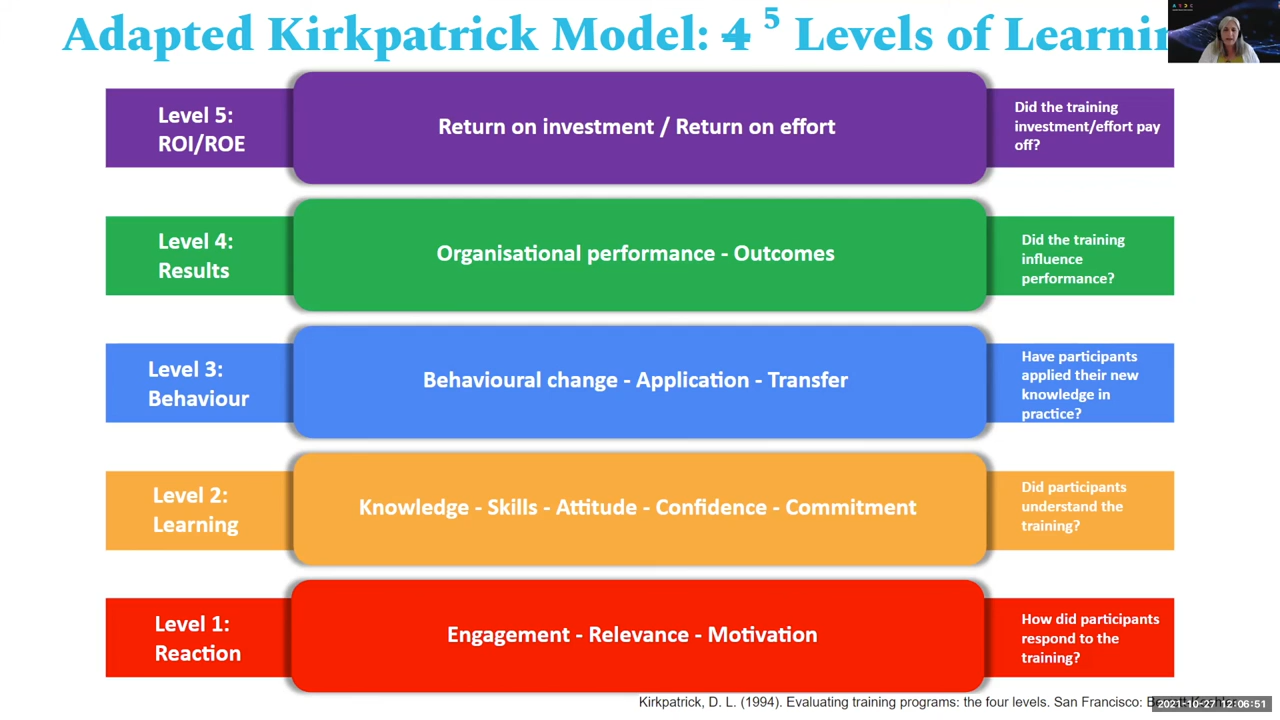 Adapted Kirkpatrick Model: 4 5 Levels of Learnin
ARDC
Level 5:
ROI/ROE
Return on investment / Return on effort
Did the training
investment/effort pay
off?
Level 4:
Results
Organisational performance - Outcomes
Did the training
influence
performance?
Level 3:
Behaviour
Behavioural change - Application - Transfer
Have participants
applied their new
knowledge in
practice?
Level 2:
Learning
Knowledge - Skills - Attitude - Confidence - Commitment
Did participants
understand the
training?
Level 1:
Reaction
Engagement - Relevance - Motivation
How did participants
respond to the
training?
Kirkpatrick, D. L. (1994). Evaluating training programs: the four levels. San Francisco:
2021-10-27 12:06:51